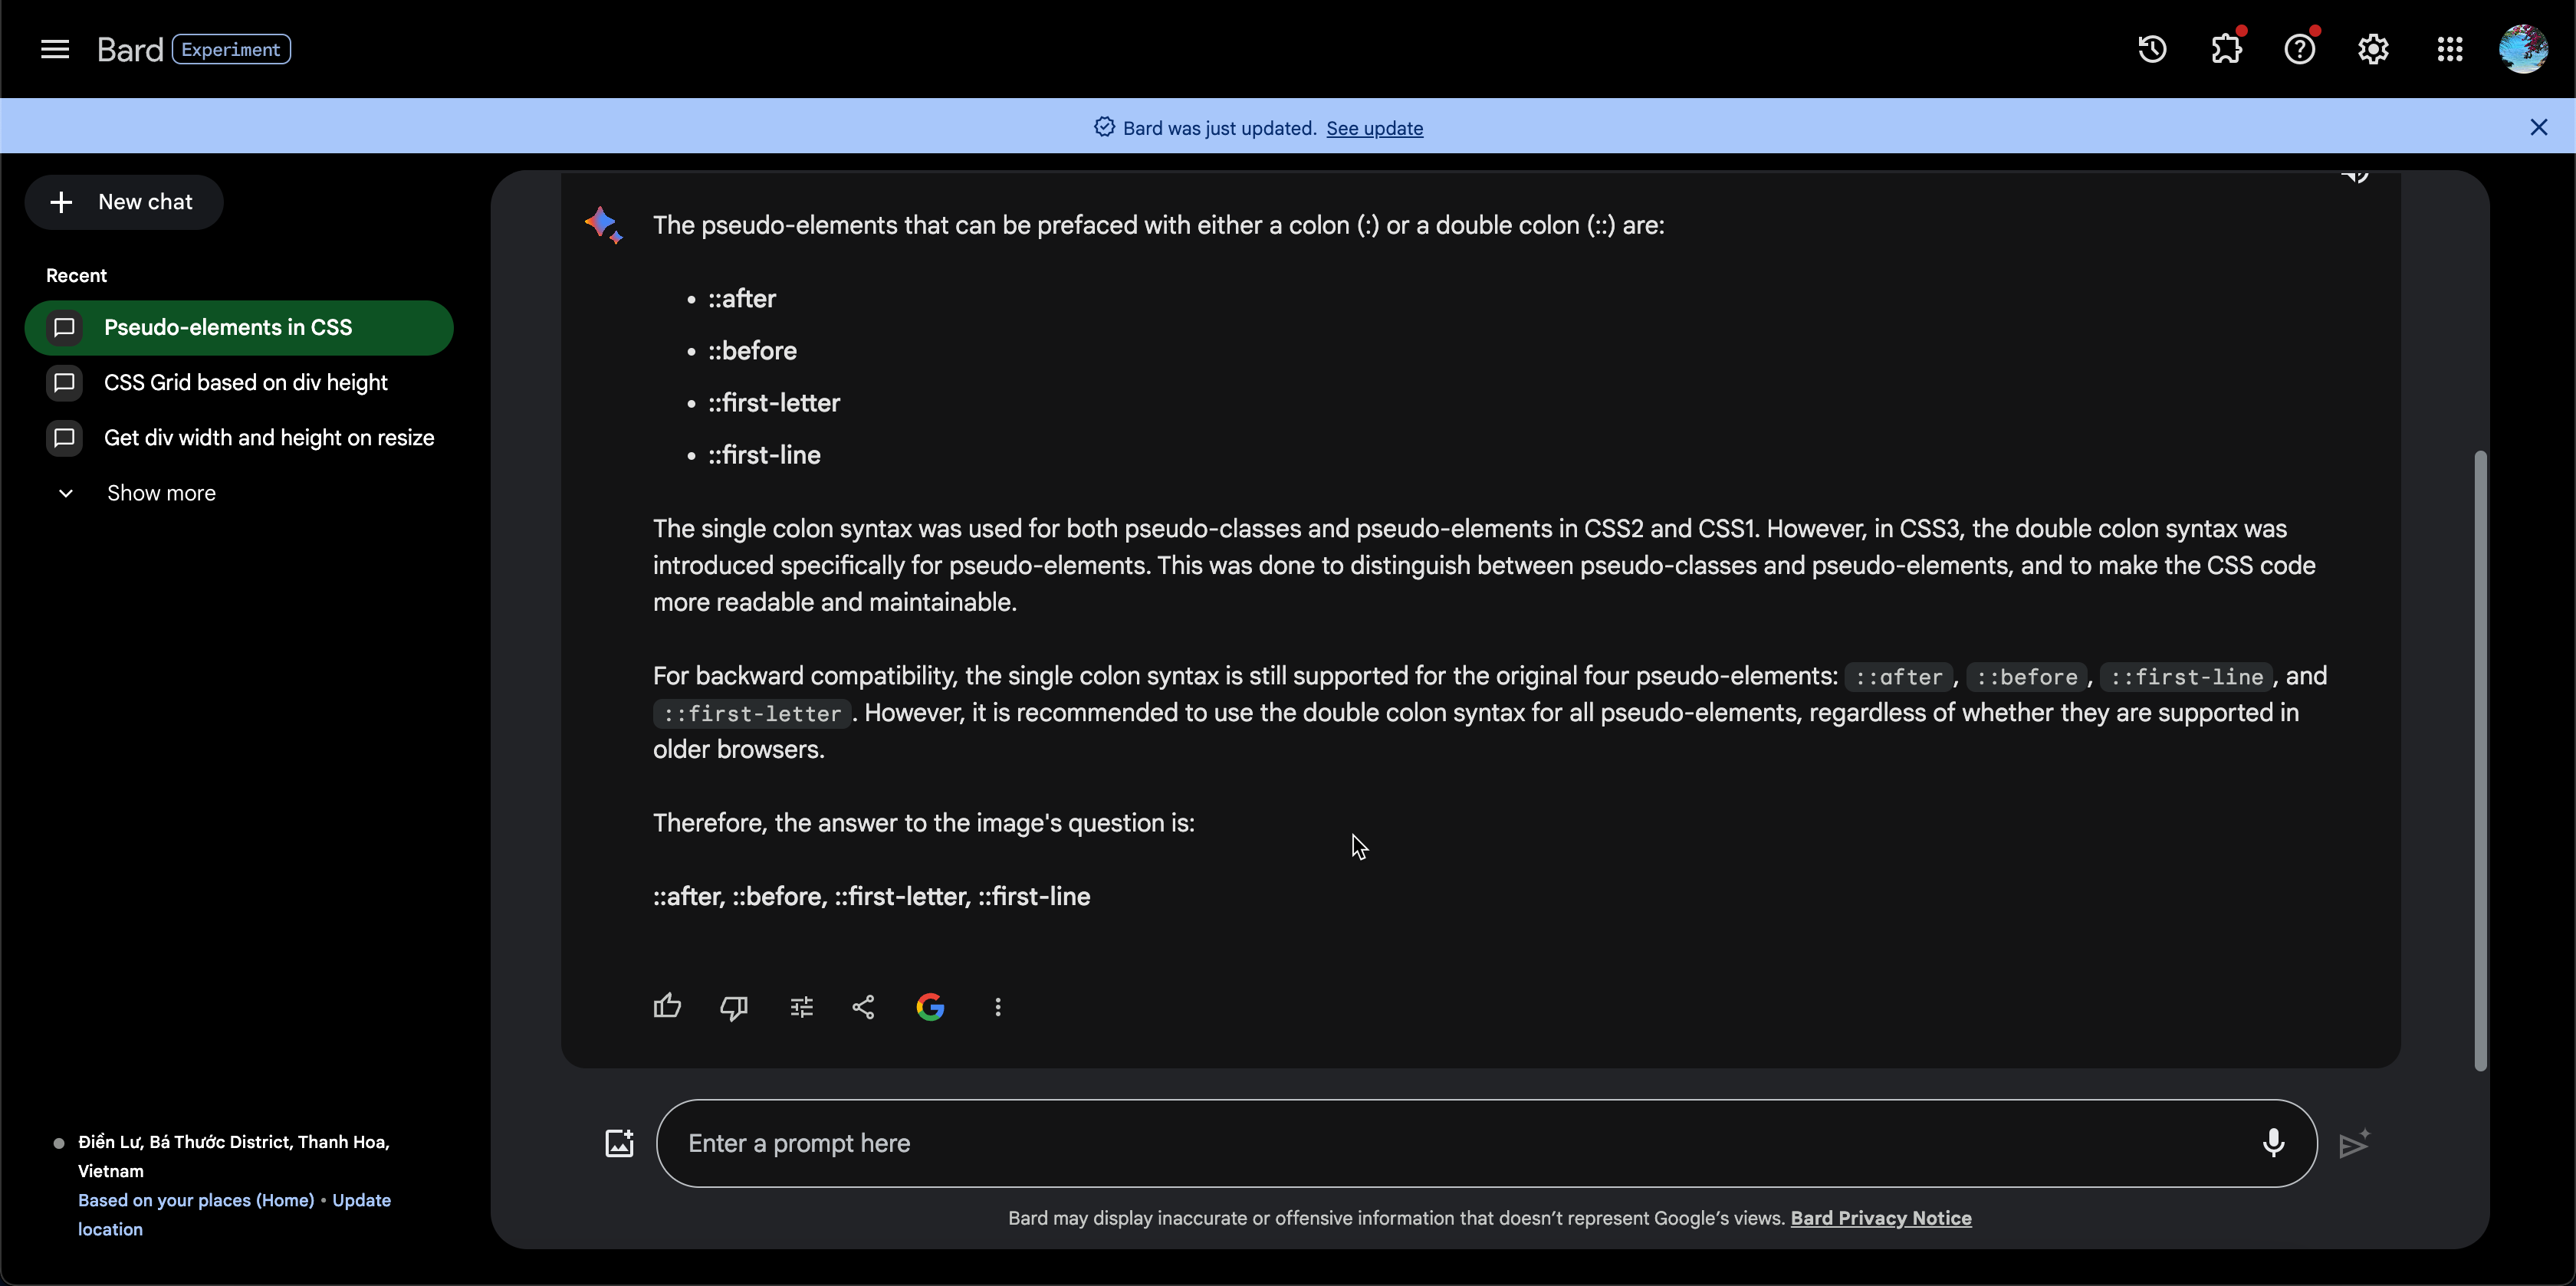 Bard Experiment
Bard was just updated. See update
New chat
Recent
Pseudo-elements in CSS
CSS Grid based on div height
Get div width and height on resize
Show more
Điền Lư, Bá Thước District, Thanh Hoa,
Vietnam
Based on your places (Home) • Update
location
The pseudo-elements that can be prefaced with either a colon (:) or a double colon (::) are:
• ::after
• ::before
• ::first-letter
• ::first-line
The single colon syntax was used for both pseudo-classes and pseudo-elements in CSS2 and CSS1. However, in CSS3, the double colon syntax was
introduced specifically for pseudo-elements. This was done to distinguish between pseudo-classes and pseudo-elements, and to make the CSS code
more readable and maintainable.
For backward compatibility, the single colon syntax is still supported for the original four pseudo-elements: ::after, ::before, ::first-line, and
::first-letter. However, it is recommended to use the double colon syntax for all pseudo-elements, regardless of whether they are supported in
older browsers.
Therefore, the answer to the image's question is:
::after, ::before, ::first-letter, ::first-line
Enter a prompt here
Bard may display inaccurate or offensive information that doesn't represent Google's views. Bard Privacy Notice